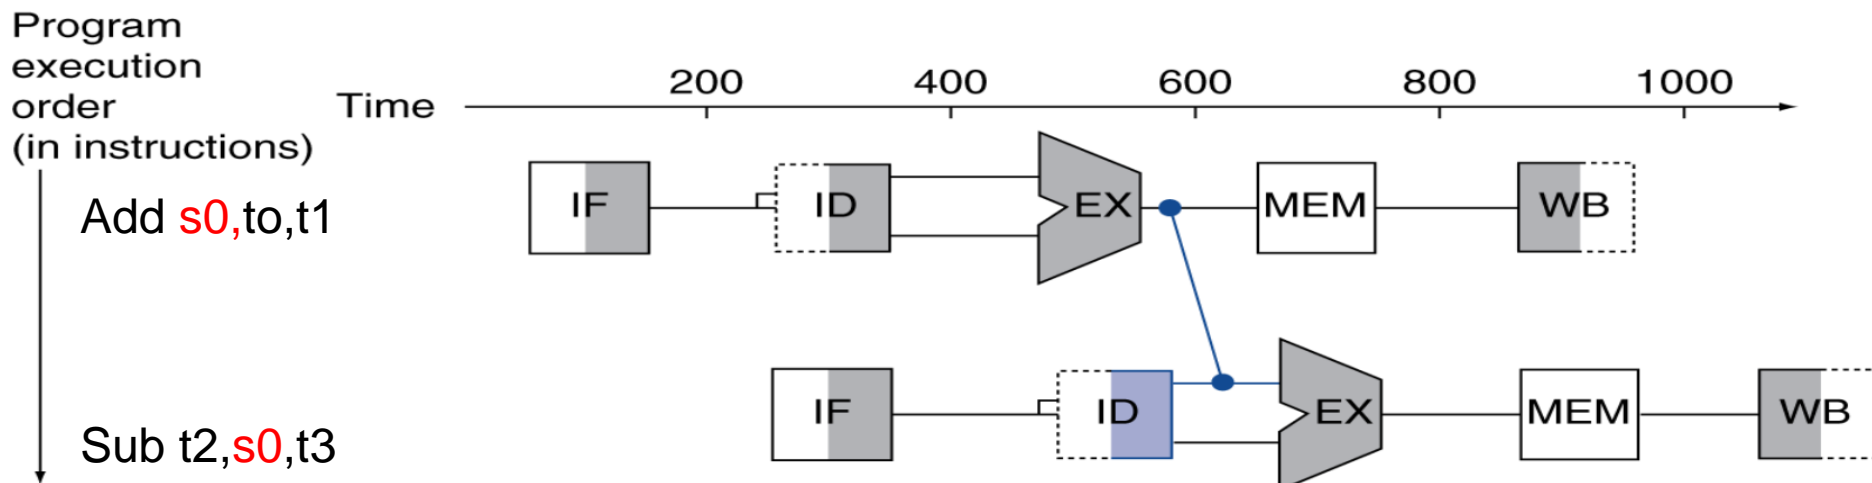 Program
execution
order
(in instructions)
Time
200 400 600 800 1000
Add s0,to,t1
IF ID EX MEM WB
Sub t2,s0,t3
IF ID EX MEM WB